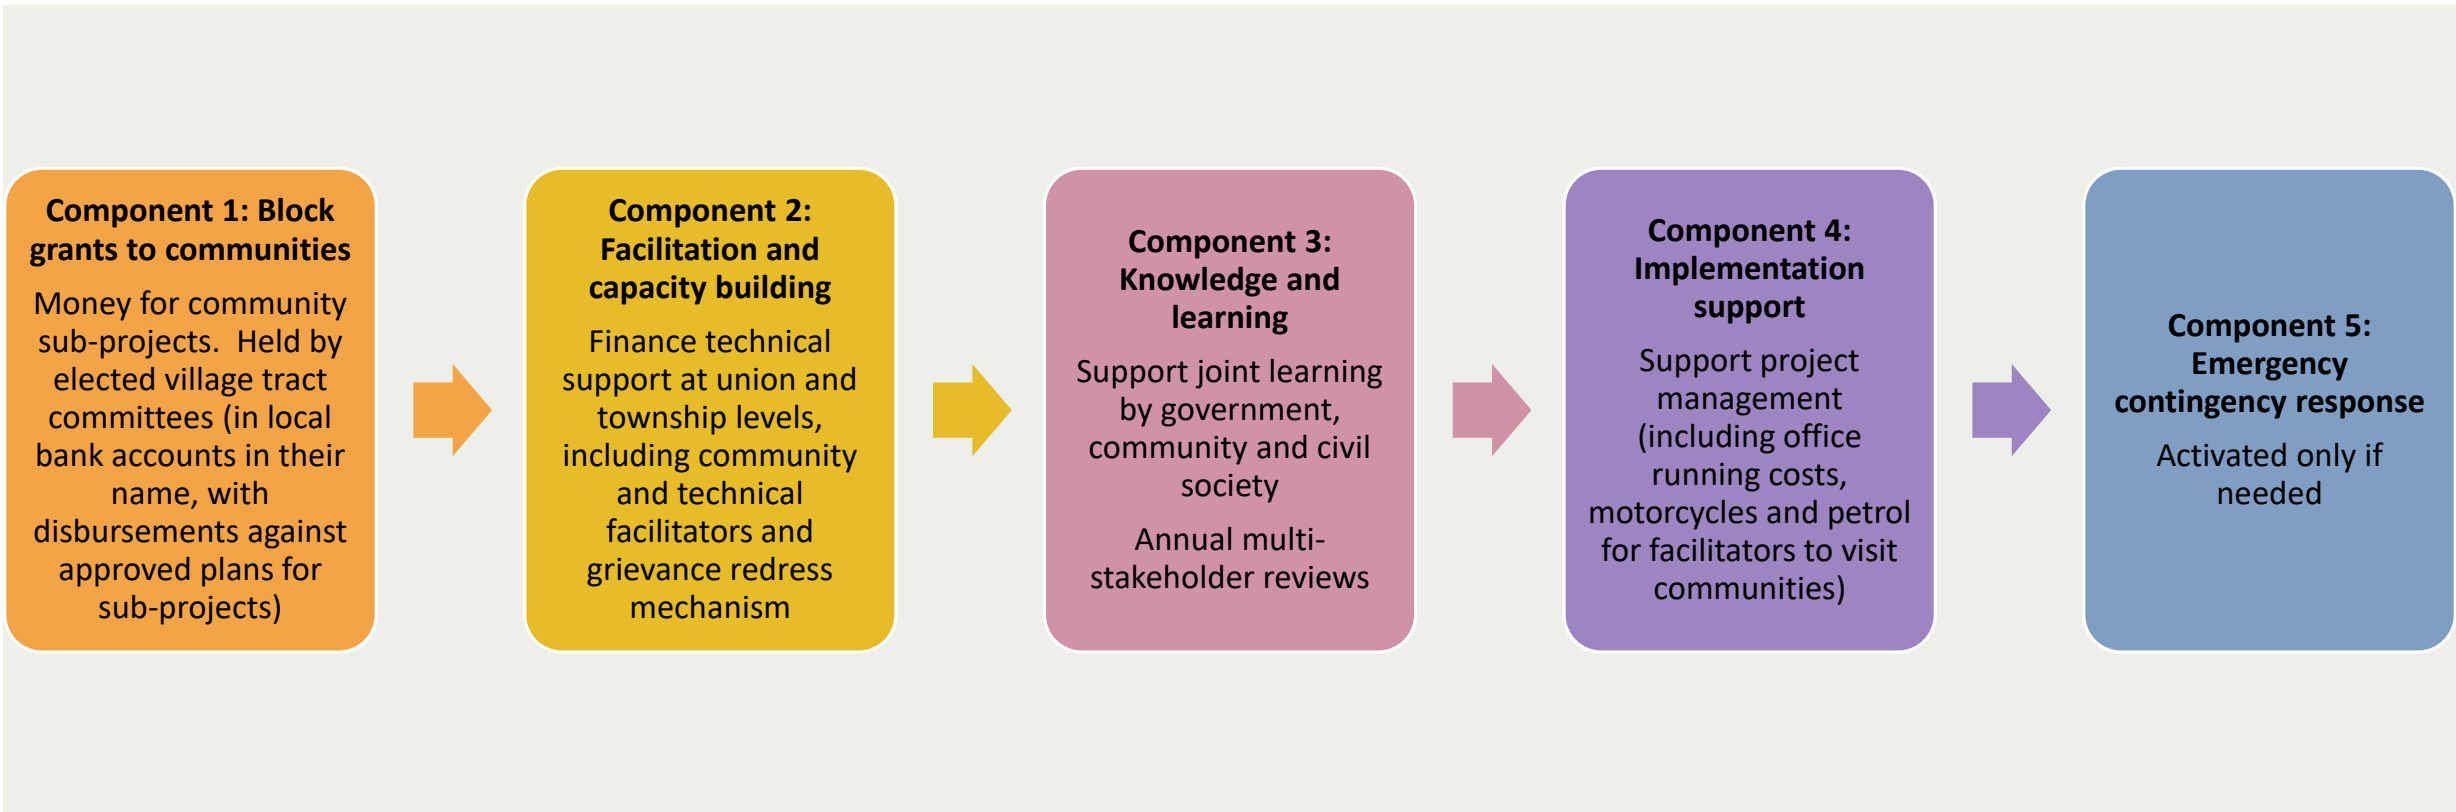 Component 1: Block
grants to communities
Money for community
sub-projects.  Held by
elected village tract
committees (in local
bank accounts in their
name, with
disbursements against
approved plans for
sub-projects)
Component 2:
Facilitation and
capacity building
Finance technical
support at union and
township levels,
including community
and technical
facilitators and
grievance redress
mechanism
Component 3:
Knowledge and
learning
Support joint learning
by government,
community and civil
society
Annual multi-
stakeholder reviews
Component 4:
Implementation
support
Support project
management
(including office
running costs,
motorcycles and petrol
for facilitators to visit
communities)
Component 5:
Emergency
contingency response
Activated only if
needed